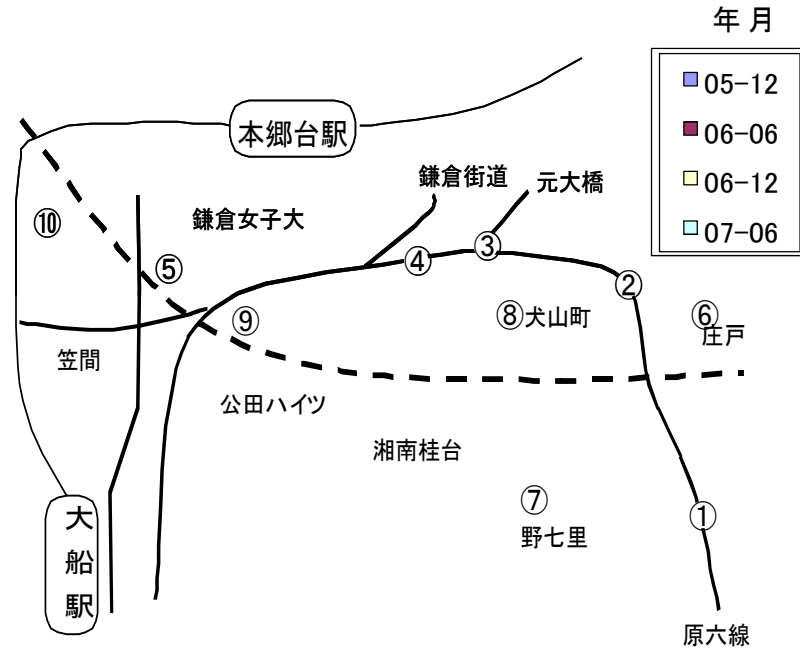 年月
05-12
06-06
06-12
07-06
本郷台駅
鎌倉街道
元大橋
鎌倉女子大
⑩
⑤
④
③
②
⑨
⑧犬山町
⑥
庄戸
笠間
公田ハイツ
湘南桂台
⑦
野七里
①
大船駅
原六線